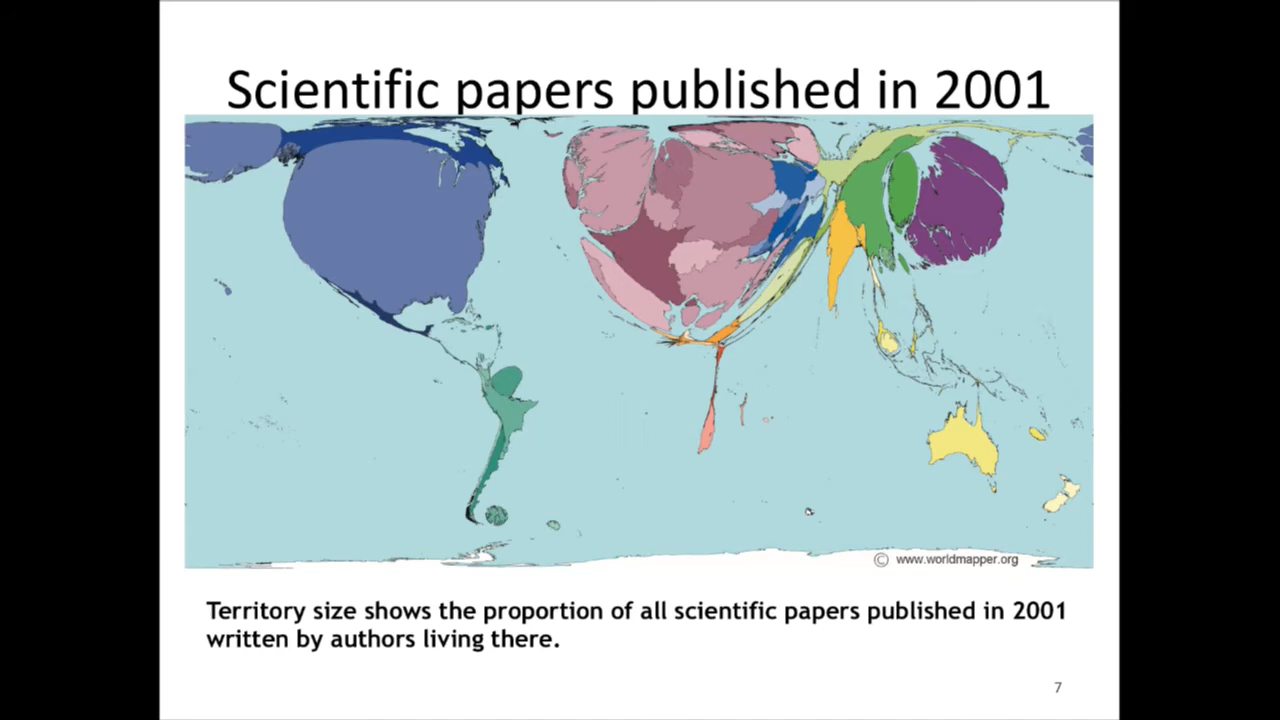 Scientific papers published in 2001
© www.worldmapper.org
Territory size shows the proportion of all scientific papers published in 2001
written by authors living there.
7